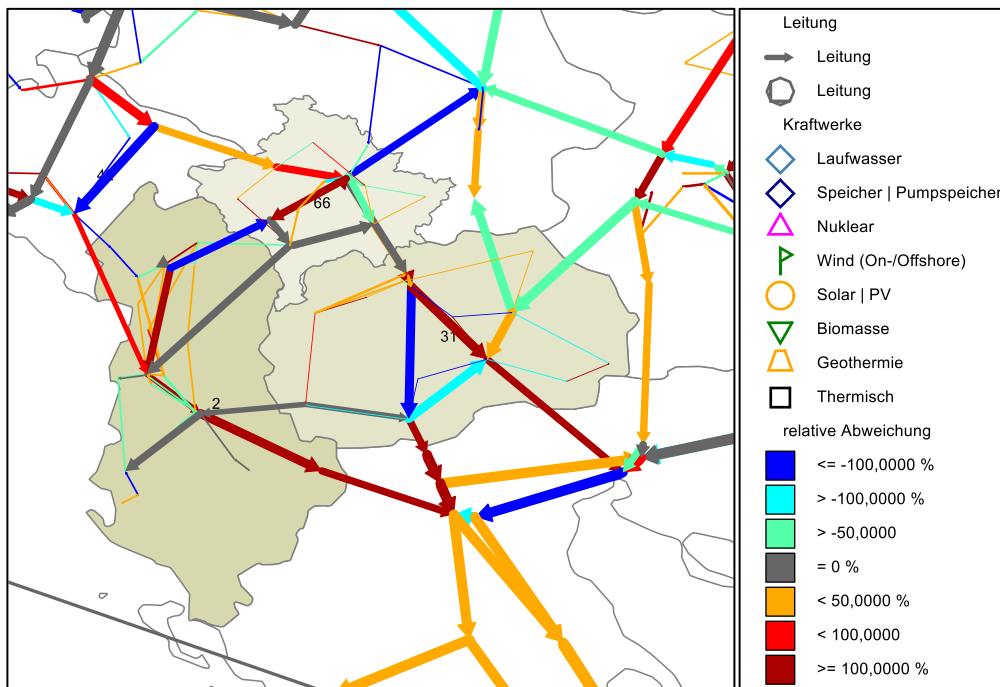 66
31
2
Leitung
Leitung
Leitung
Kraftwerke
Laufwasser
Speicher | Pumpspeicher
Nuklear
Wind (On-/Offshore)
Solar | PV
Biomasse
Geothermie
Thermisch
relative Abweichung
<= -100,0000 %
> -100,0000 %
> -50,0000
= 0 %
< 50,0000 %
< 100,0000
>= 100,0000 %